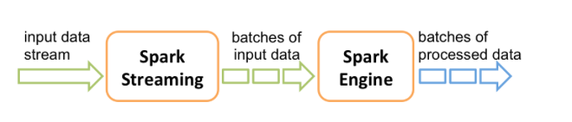 input data
stream
Spark
Streaming
batches of
input data
Spark
Engine
batches of
processed data